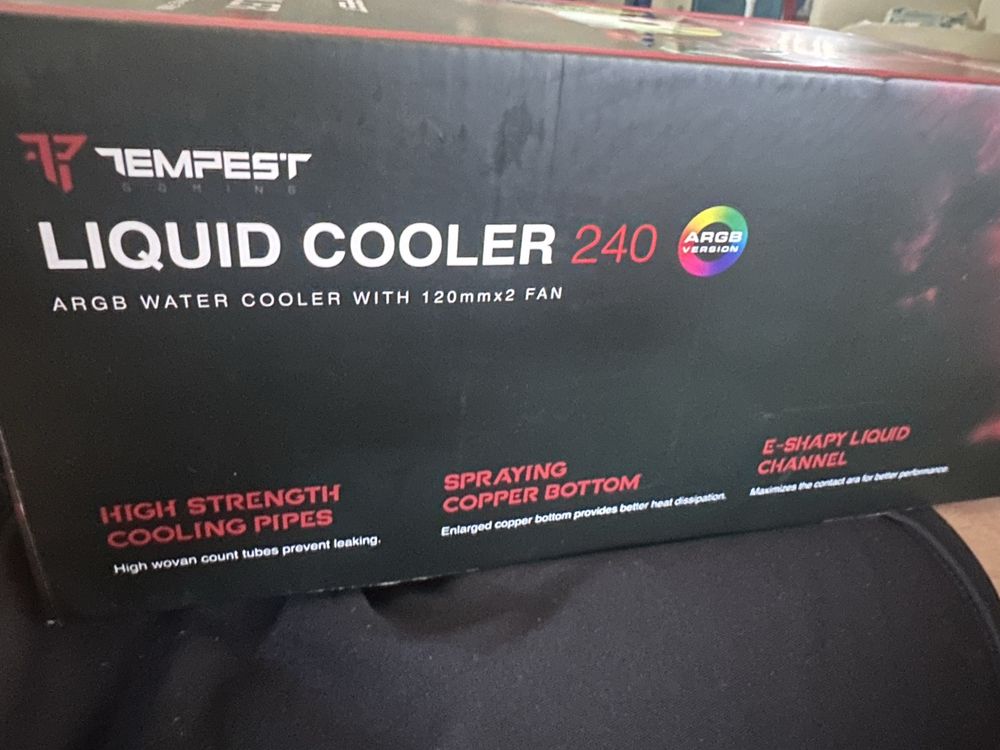 TEMPEST
GAMING
LIQUID COOLER 240
ARGB
VERSION
ARGB WATER COOLER WITH 120mmx2 FAN
HIGH STRENGTH
COOLING PIPES
High wovan count tubes prevent leaking.
SPRAYING
COPPER BOTTOM
Enlarged copper bottom provides better heat dissipation.
E-SHAPY LIQUID
CHANNEL
Maximizes the contact ara for better performance.